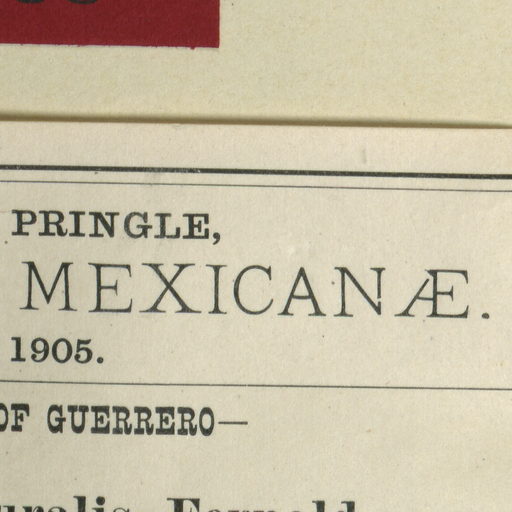 PRINGLE,
MEXICANÆ.
1905.
OF GUERRERO—